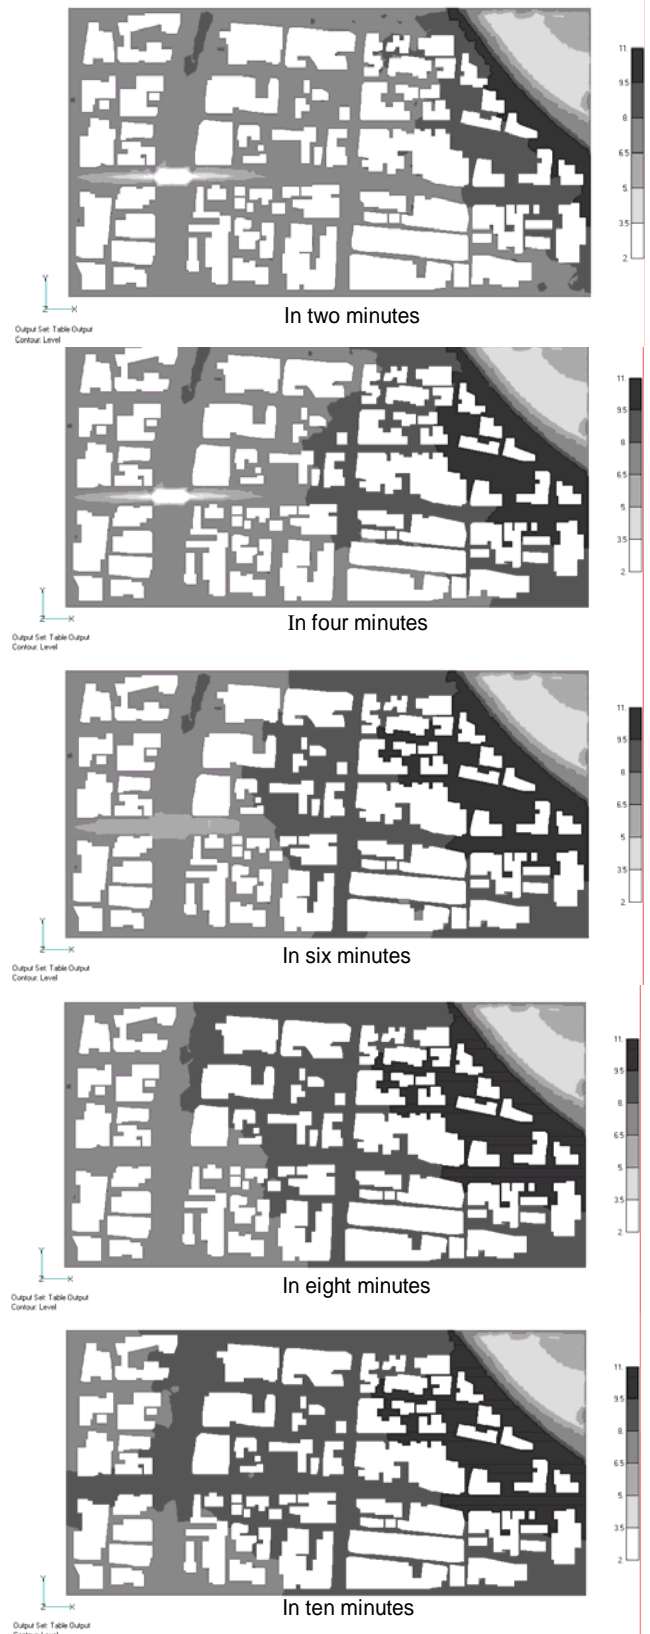 11.
9.5
8.
6.5
5.
3.5
2.
Y
Z X
In two minutes
Output Set: Table Output
Contour: Level
11.
9.5
8.
6.5
5.
3.5
2.
Y
Z X
In four minutes
Output Set: Table Output
Contour: Level
11.
9.5
8.
6.5
5.
3.5
2.
Y
Z X
In six minutes
Output Set: Table Output
Contour: Level
11.
9.5
8.
6.5
5.
3.5
2.
Y
Z X
In eight minutes
Output Set: Table Output
Contour: Level
11.
9.5
8.
6.5
5.
3.5
2.
Y
Z X
In ten minutes
Output Set: Table Output